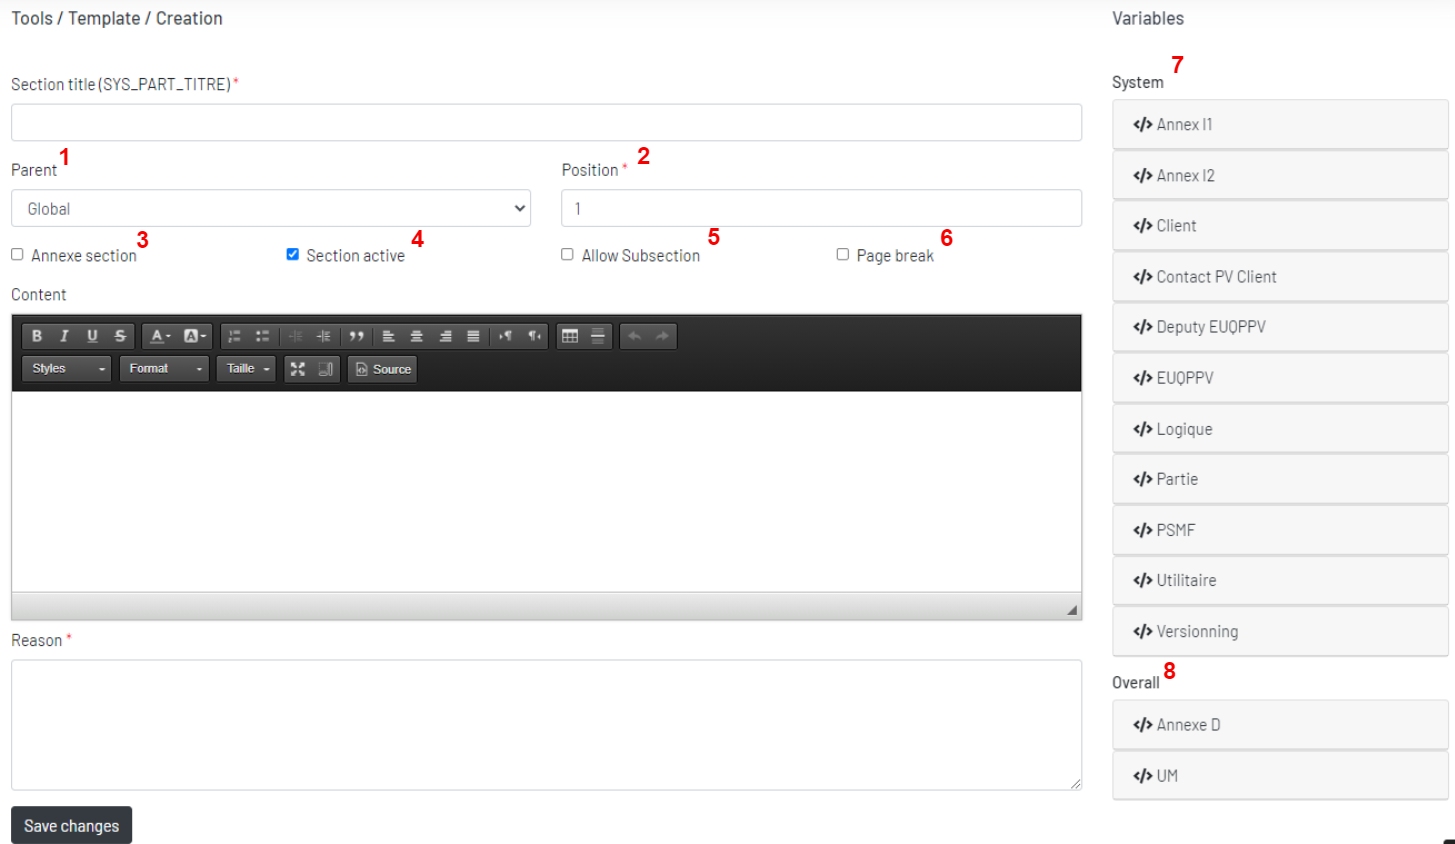 Tools / Template / Creation
Section title (SYS_PART_TITRE) *
Parent 1
Position * 2
Global
1
Annexe section 3
Section active 4
Allow Subsection 5
Page break 6
Content
B I U S A A
Styles Format Taille Source
Reason *
Save changes
Variables
System 7
</> Annex I1
</> Annex I2
</> Client
</> Contact PV Client
</> Deputy EUQPPV
</> EUQPPV
</> Logique
</> Partie
</> PSMF
</> Utilitaire
</> Versionning
Overall 8
</> Annexe D
</> UM